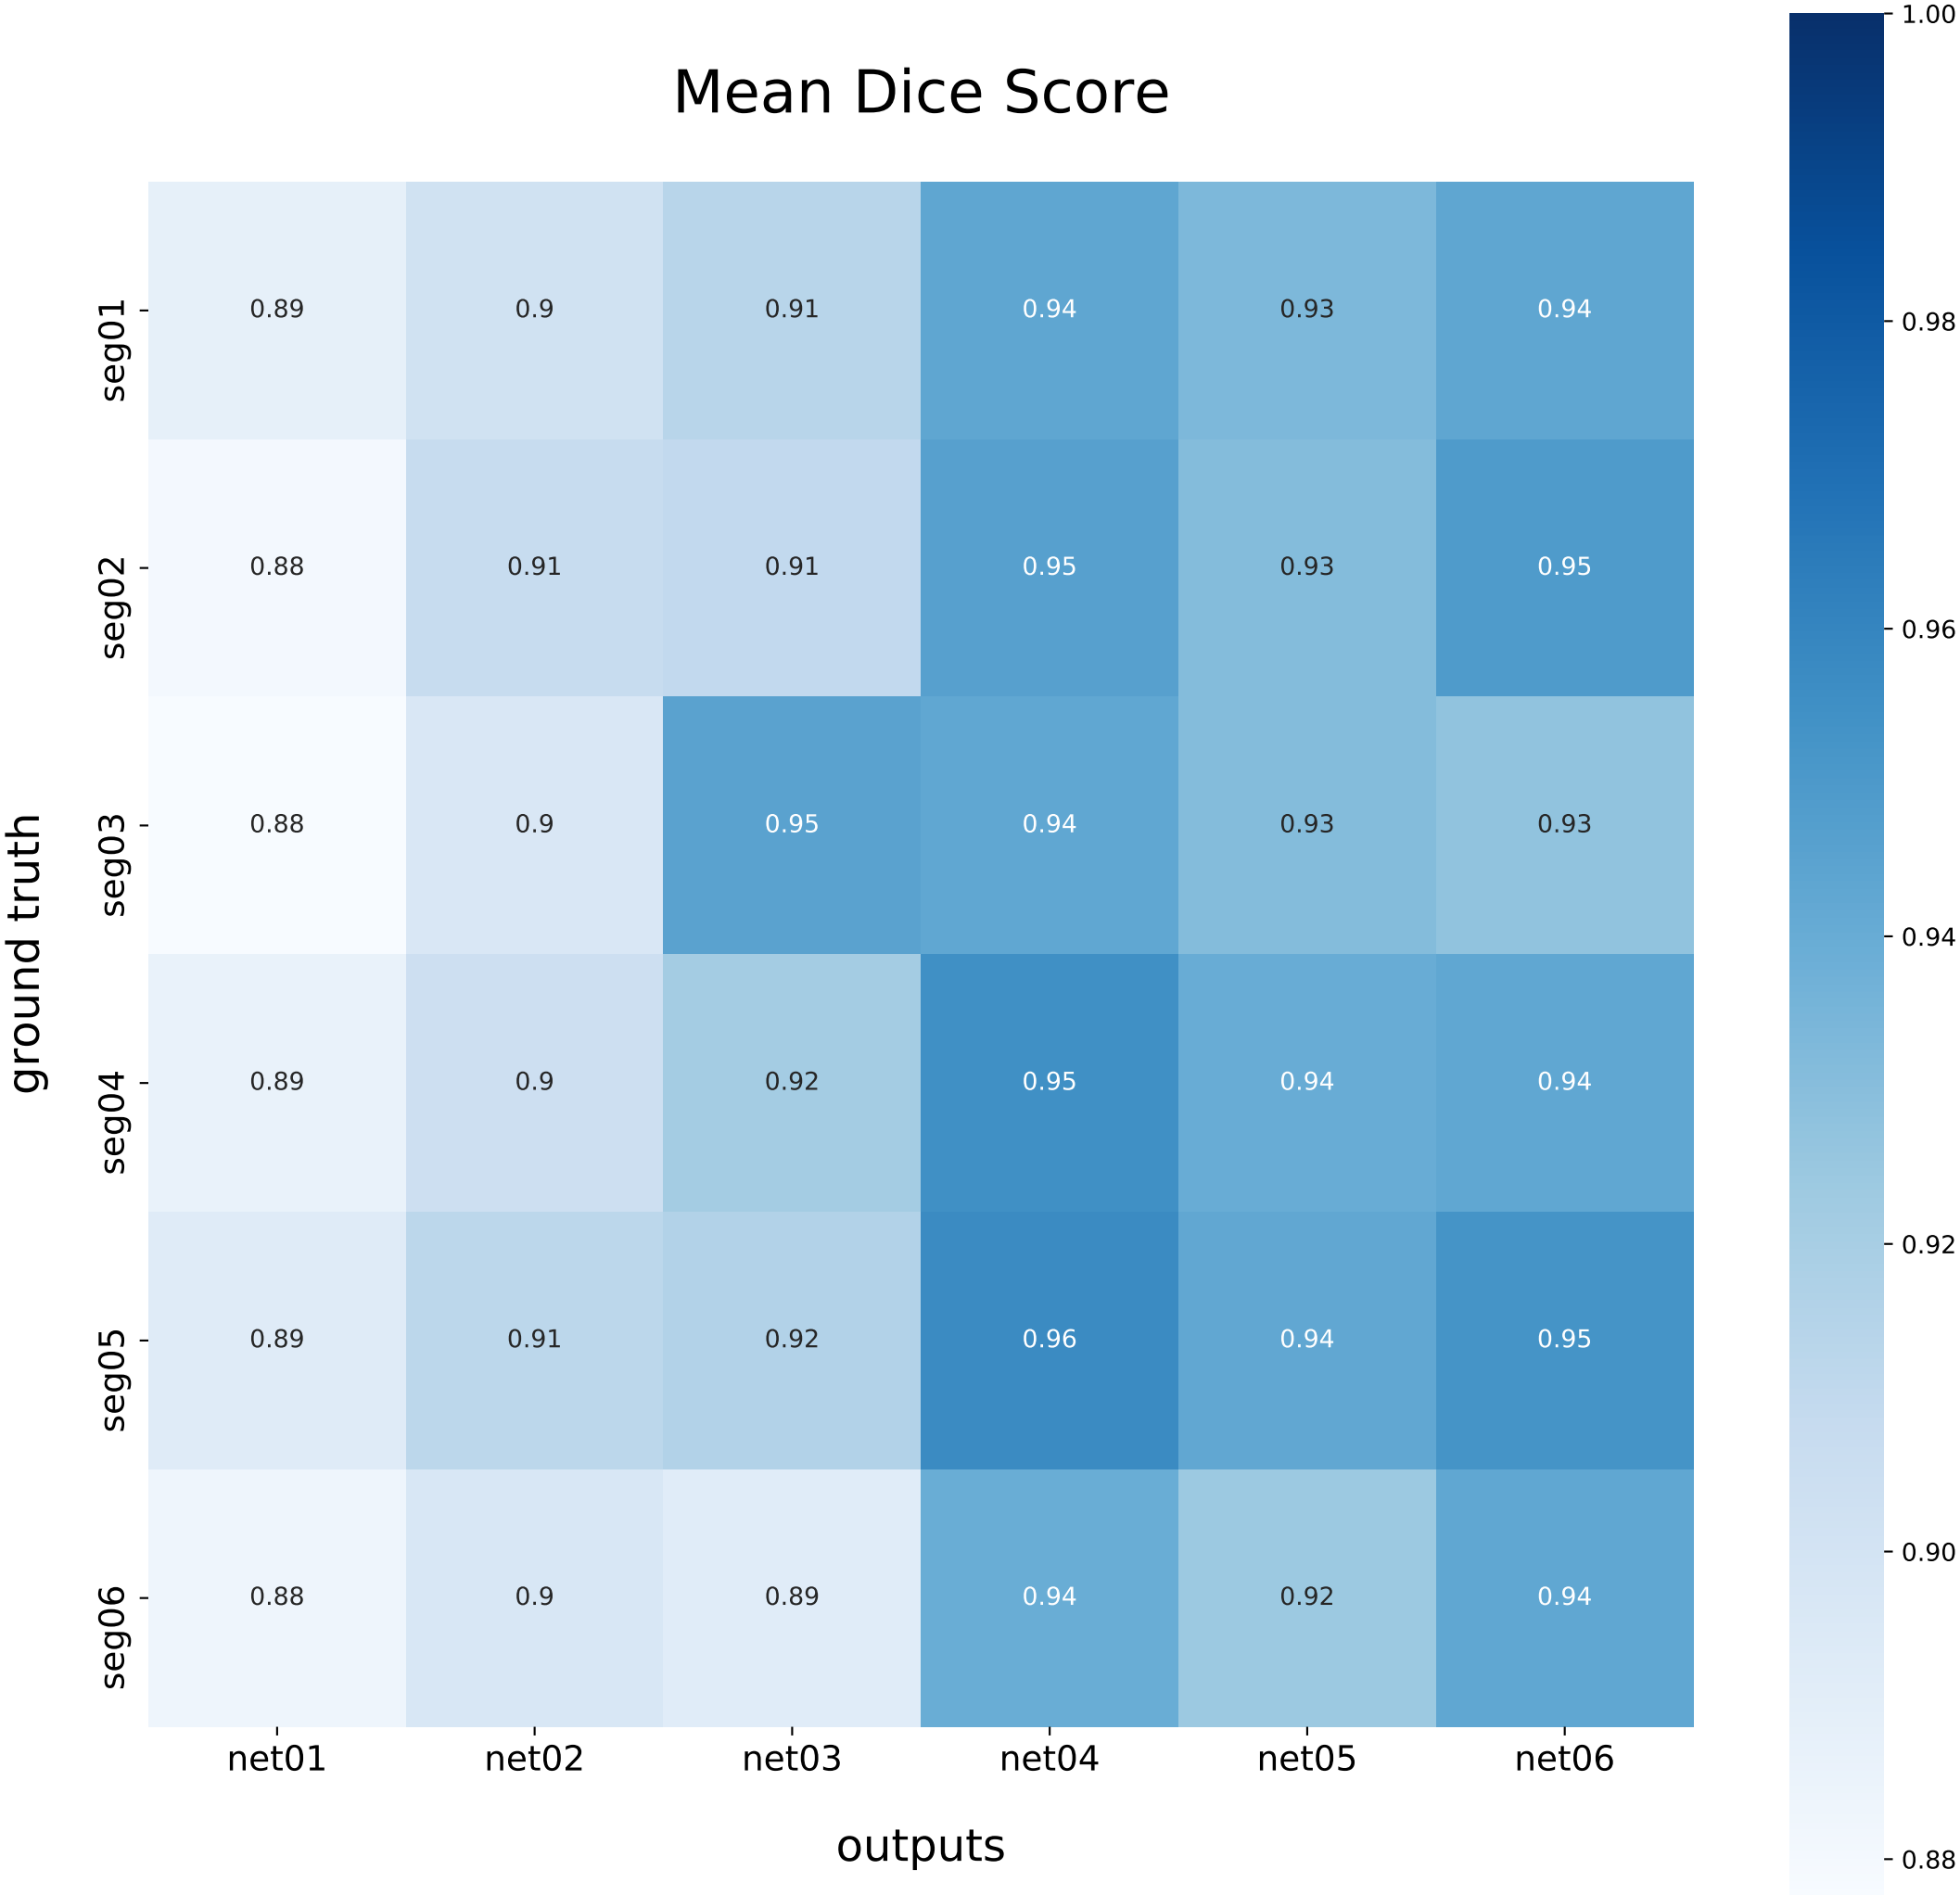 Mean Dice Score
1.00
0.98
0.96
0.94
0.92
0.90
0.88
ground truth
seg01 0.89 0.9 0.91 0.94 0.93 0.94
seg02 0.88 0.91 0.91 0.95 0.93 0.95
seg03 0.88 0.9 0.95 0.94 0.93 0.93
seg04 0.89 0.9 0.92 0.95 0.94 0.94
seg05 0.89 0.91 0.92 0.96 0.94 0.95
seg06 0.88 0.9 0.89 0.94 0.92 0.94
net01 net02 net03 net04 net05 net06
outputs